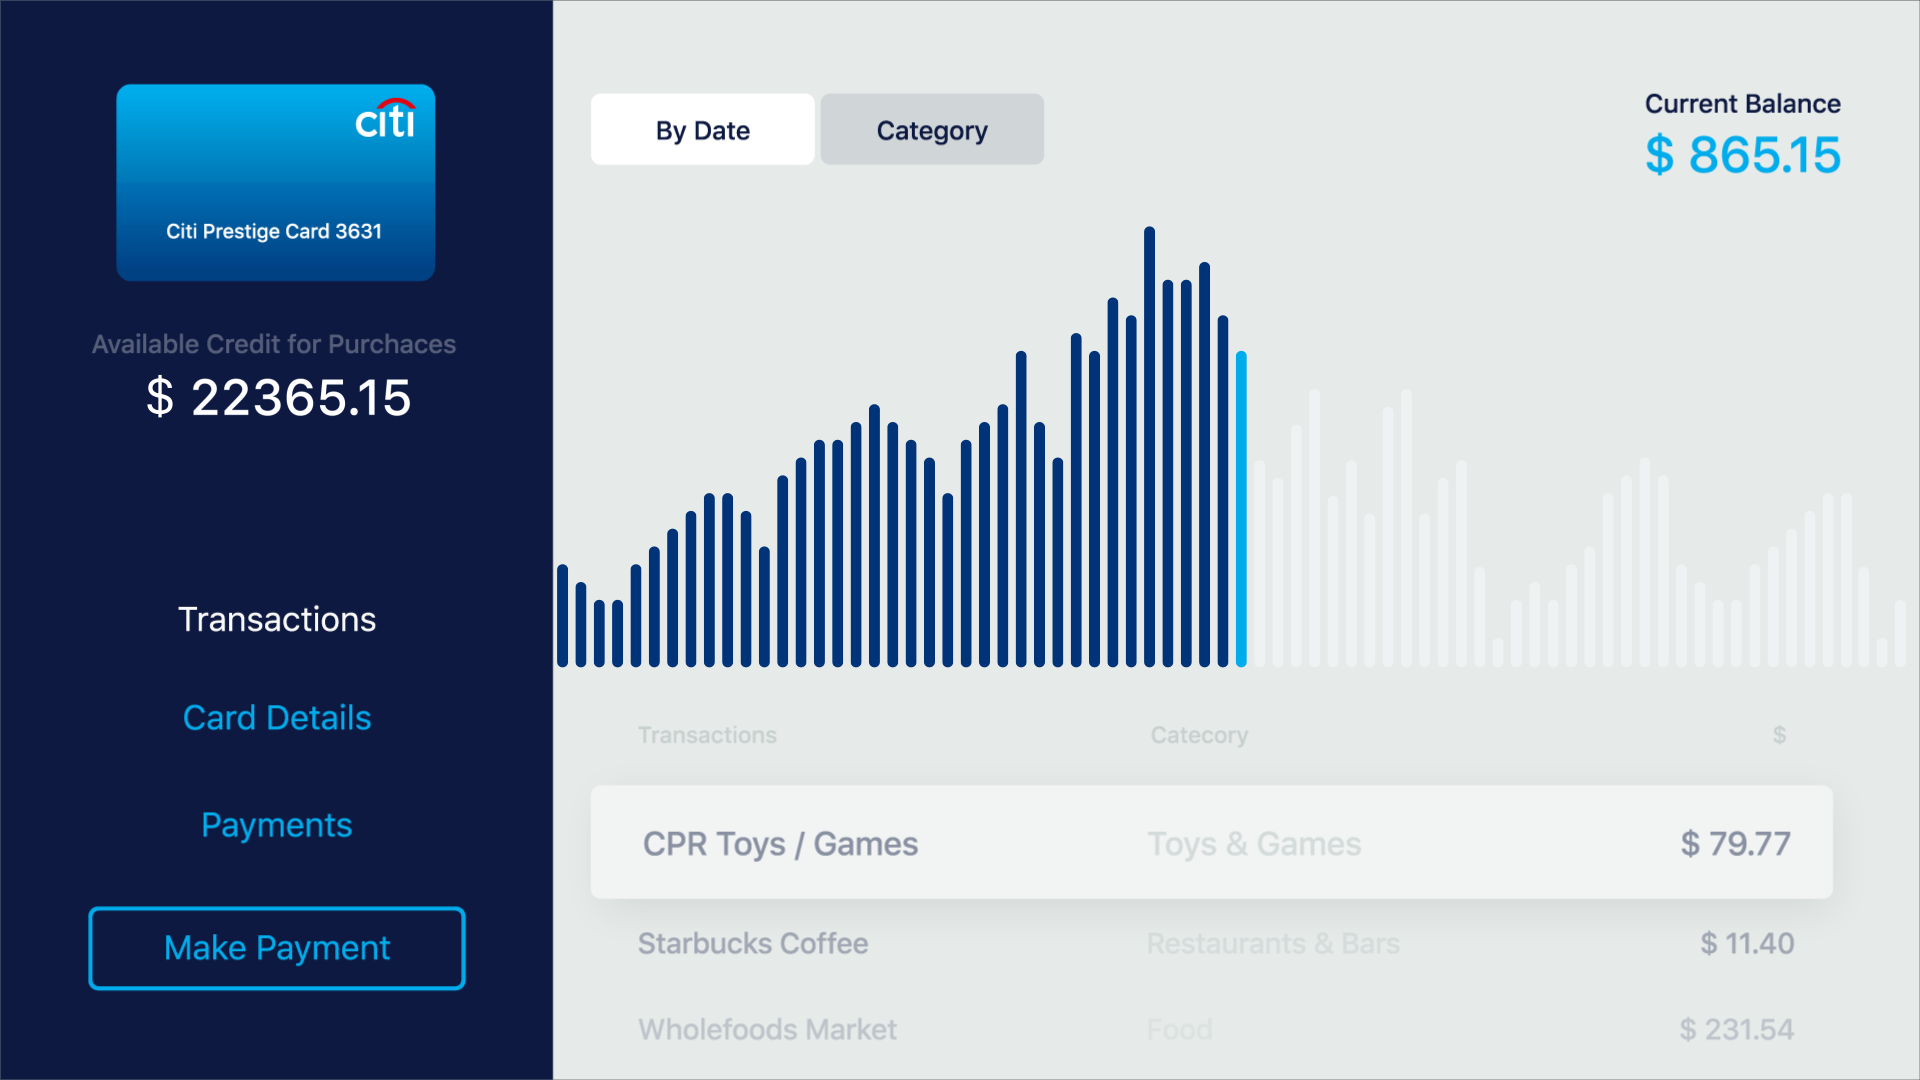 citi
Citi Prestige Card 3631
Available Credit for Purchaces
$ 22365.15
Transactions
Card Details
Payments
Make Payment
By Date
Category
Current Balance
$ 865.15
Transactions Catecory $
CPR Toys / Games Toys & Games $ 79.77
Starbucks Coffee Restaurants & Bars $ 11.40
Wholefoods Market Food $ 231.54